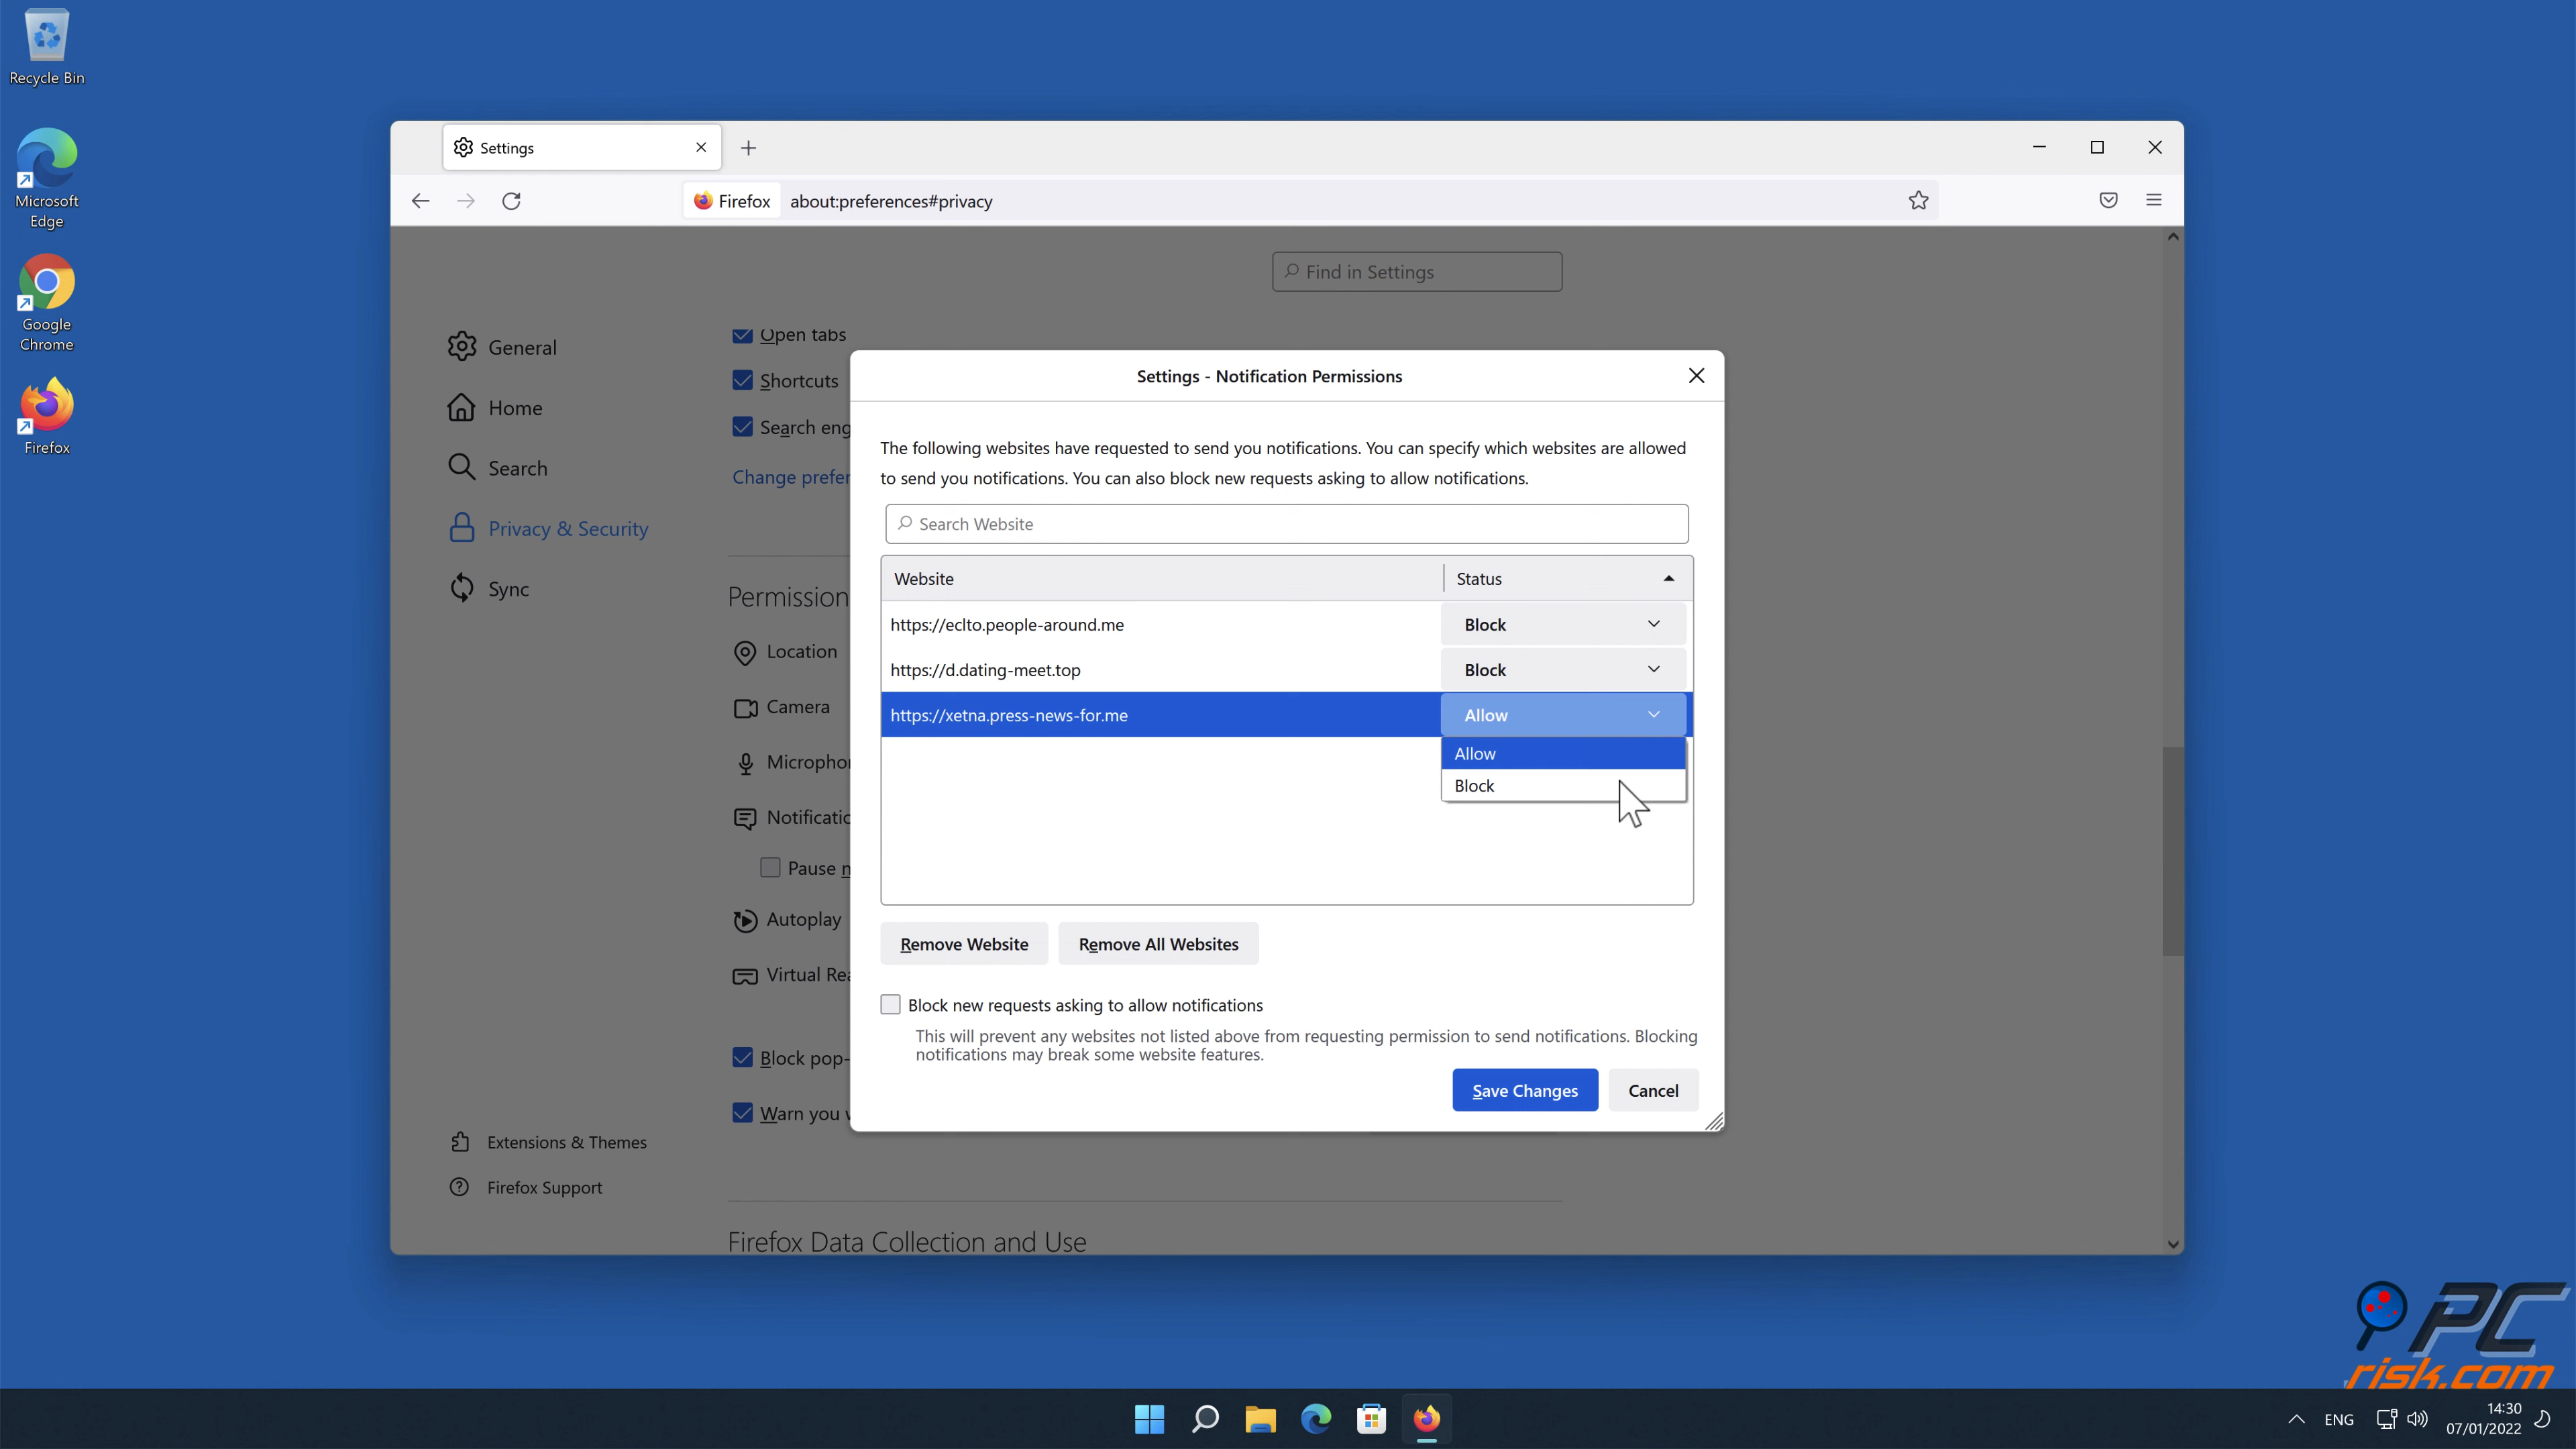 Recycle Bin
Microsoft
Edge
Google
Chrome
Firefox
Settings
Firefox
about:preferences#privacy
Find in Settings
General
Home
Search
Privacy & Security
Sync
Extensions & Themes
Firefox Support
Open tabs
Shortcuts
Search eng
Change prefer
Permission
Location
Camera
Microphon
Notificatio
Pause n
Autoplay
Virtual Rea
Block pop-
Warn you w
Firefox Data Collection and Use
Settings - Notification Permissions
The following websites have requested to send you notifications. You can specify which websites are allowed
to send you notifications. You can also block new requests asking to allow notifications.
Search Website
Website Status
https://eclto.people-around.me Block
https://d.dating-meet.top Block
https://xetna.press-news-for.me Allow
Allow
Block
Remove Website Remove All Websites
Block new requests asking to allow notifications
This will prevent any websites not listed above from requesting permission to send notifications. Blocking
notifications may break some website features.
Save Changes Cancel
PC
risk.com
ENG
14:30
07/01/2022